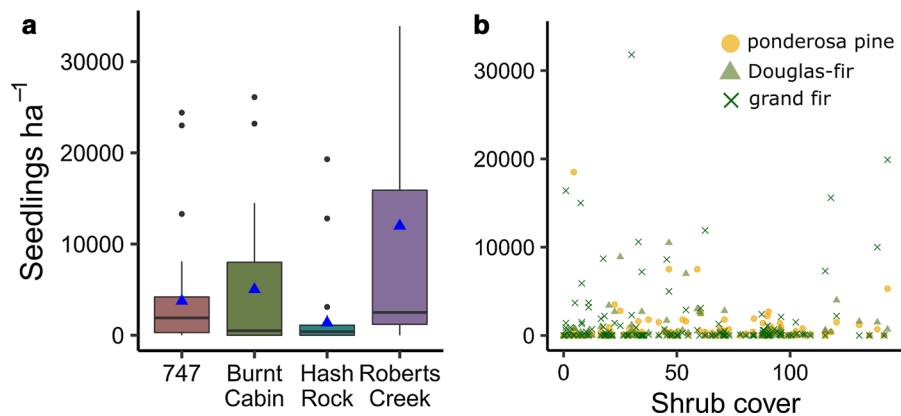 a
Seedlings ha⁻¹
30000
20000
10000
0
747
Burnt
Cabin
Hash
Rock
Roberts
Creek
b
ponderosa pine
Douglas-fir
grand fir
30000
20000
10000
0
0
50
100
Shrub cover